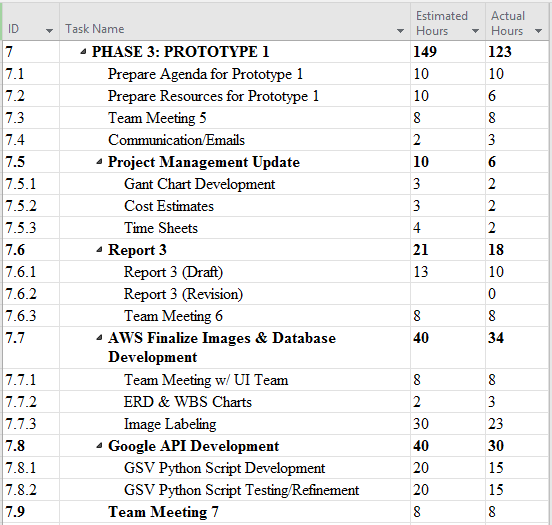 ID Task Name Estimated Hours Actual Hours
7 PHASE 3: PROTOTYPE 1 149 123
7.1 Prepare Agenda for Prototype 1 10 10
7.2 Prepare Resources for Prototype 1 10 6
7.3 Team Meeting 5 8 8
7.4 Communication/Emails 2 3
7.5 Project Management Update 10 6
7.5.1 Gant Chart Development 3 2
7.5.2 Cost Estimates 3 2
7.5.3 Time Sheets 4 2
7.6 Report 3 21 18
7.6.1 Report 3 (Draft) 13 10
7.6.2 Report 3 (Revision) 0
7.6.3 Team Meeting 6 8 8
7.7 AWS Finalize Images & Database 40 34
Development
7.7.1 Team Meeting w/ UI Team 8 8
7.7.2 ERD & WBS Charts 2 3
7.7.3 Image Labeling 30 23
7.8 Google API Development 40 30
7.8.1 GSV Python Script Development 20 15
7.8.2 GSV Python Script Testing/Refinement 20 15
7.9 Team Meeting 7 8 8